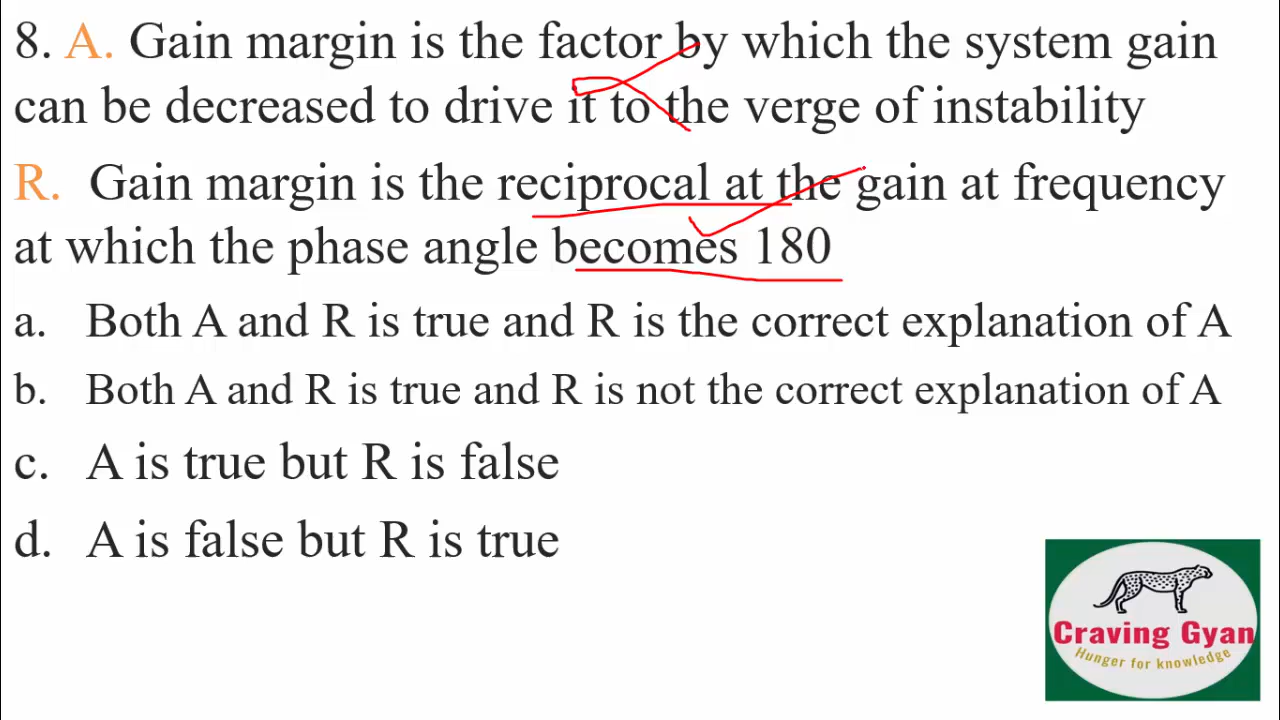 8. A. Gain margin is the factor by which the system gain
can be decreased to drive it to the verge of instability
R. Gain margin is the reciprocal at the gain at frequency
at which the phase angle becomes 180
a. Both A and R is true and R is the correct explanation of A
b. Both A and R is true and R is not the correct explanation of A
c. A is true but R is false
d. A is false but R is true
Craving Gyan
Hunger for knowledge